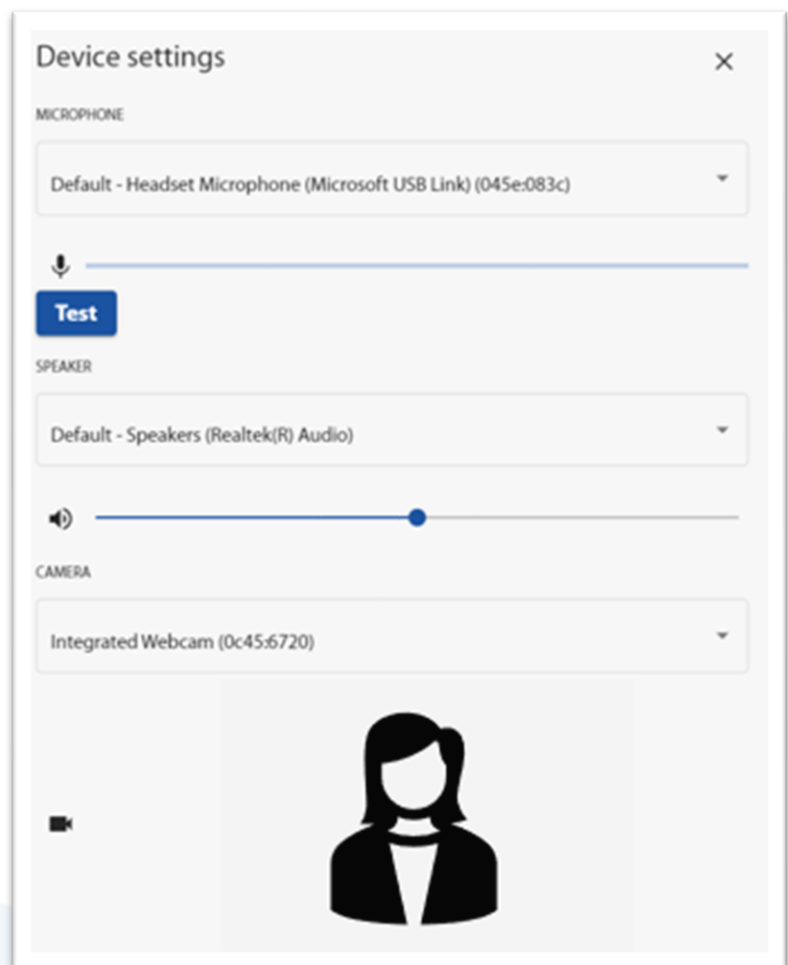 Device settings
MICROPHONE
Default - Headset Microphone (Microsoft USB Link) (045e:083c)
Test
SPEAKER
Default - Speakers (Realtek(R) Audio)
CAMERA
Integrated Webcam (0c45:6720)